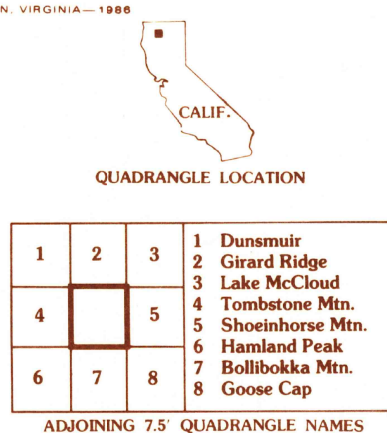 N, VIRGINIA—1986
CALIF.
QUADRANGLE LOCATION
1 2 3
4 5
6 7 8
1 Dunsmuir
2 Girard Ridge
3 Lake McCloud
4 Tombstone Mtn.
5 Shoeinhorse Mtn.
6 Hamland Peak
7 Bollibokka Mtn.
8 Goose Gap
ADJOINING 7.5' QUADRANGLE NAMES